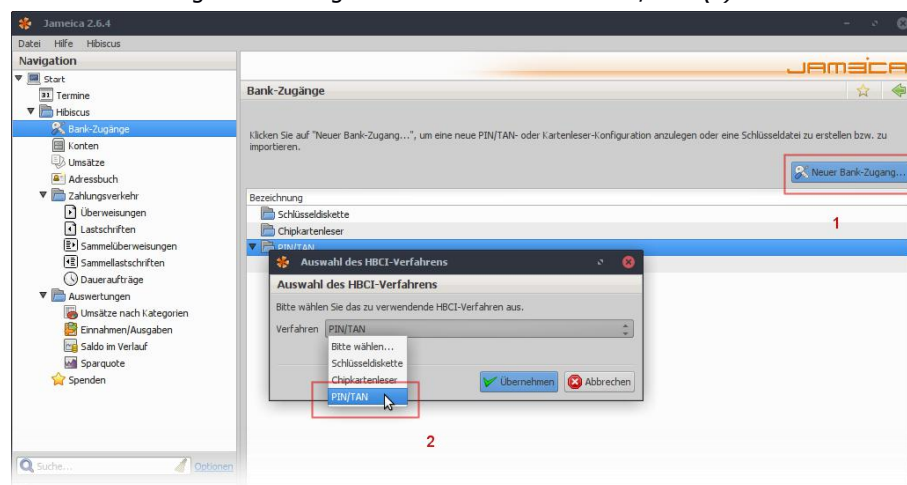 Jameica 2.6.4
Datei Hilfe Hibiscus
Navigation
Start
31 Termine
Hibiscus
Bank-Zugänge
Konten
Umsätze
Adressbuch
Zahlungsverkehr
Überweisungen
Lastschriften
Sammelüberweisungen
Sammellastschriften
Daueraufträge
Auswertungen
Umsätze nach Kategorien
Einnahmen/Ausgaben
Saldo im Verlauf
Sparquote
Spenden
Suche...
Optionen
JAMEICA
Bank-Zugänge
Klicken Sie auf "Neuer Bank-Zugang...", um eine neue PIN/TAN- oder Kartenleser-Konfiguration anzulegen oder eine Schlüsseldatei zu erstellen bzw. zu
importieren.
Neuer Bank-Zugang...
1
Bezeichnung
Schlüsseldiskette
Chipkartenleser
PIN/TAN
Auswahl des HBCI-Verfahrens
Auswahl des HBCI-Verfahrens
Bitte wählen Sie das zu verwendende HBCI-Verfahren aus.
Verfahren PIN/TAN
Bitte wählen...
Schlüsseldiskette
Chipkartenleser
PIN/TAN
Übernehmen
Abbrechen
2